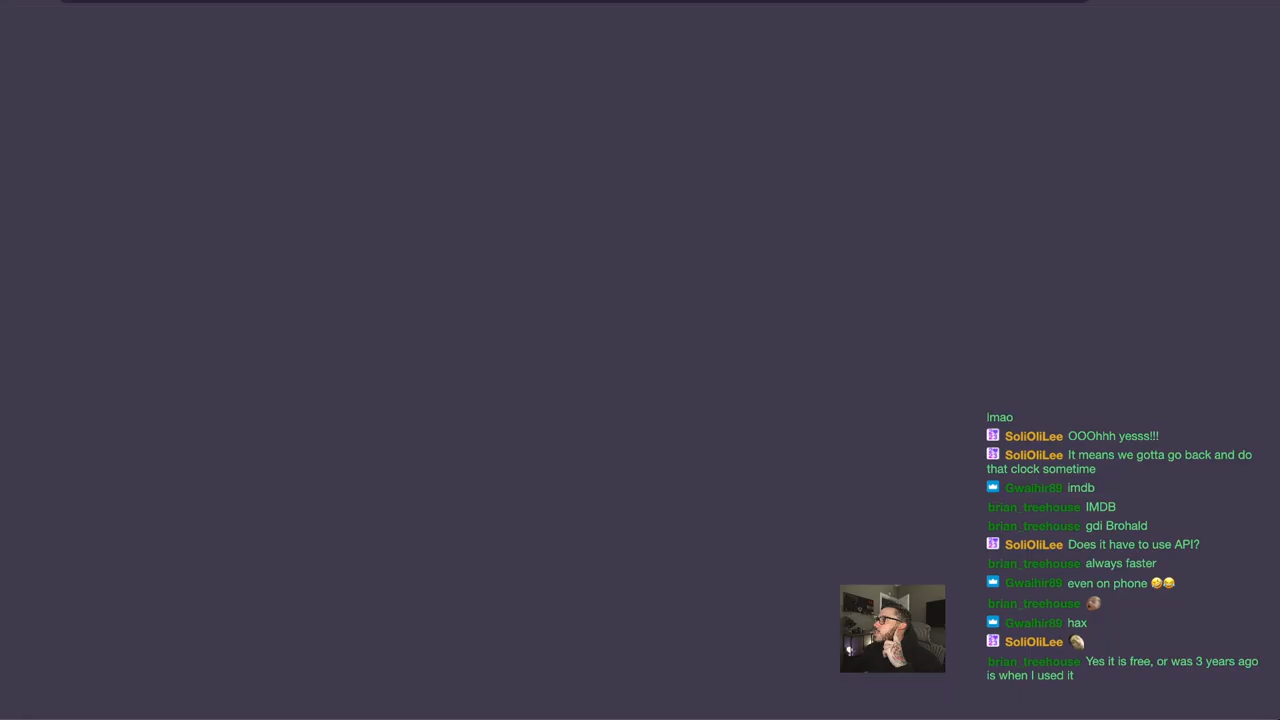 lmao
SoliOliLee OOOhhh yesss!!!
SoliOliLee It means we gotta go back and do
that clock sometime
Gwaihir89 imdb
brian_treehouse IMDB
brian_treehouse gdi Brohald
SoliOliLee Does it have to use API?
brian_treehouse always faster
Gwaihir89 even on phone 🤣😂
brian_treehouse
Gwaihir89 hax
SoliOliLee
brian_treehouse Yes it is free, or was 3 years ago
is when I used it